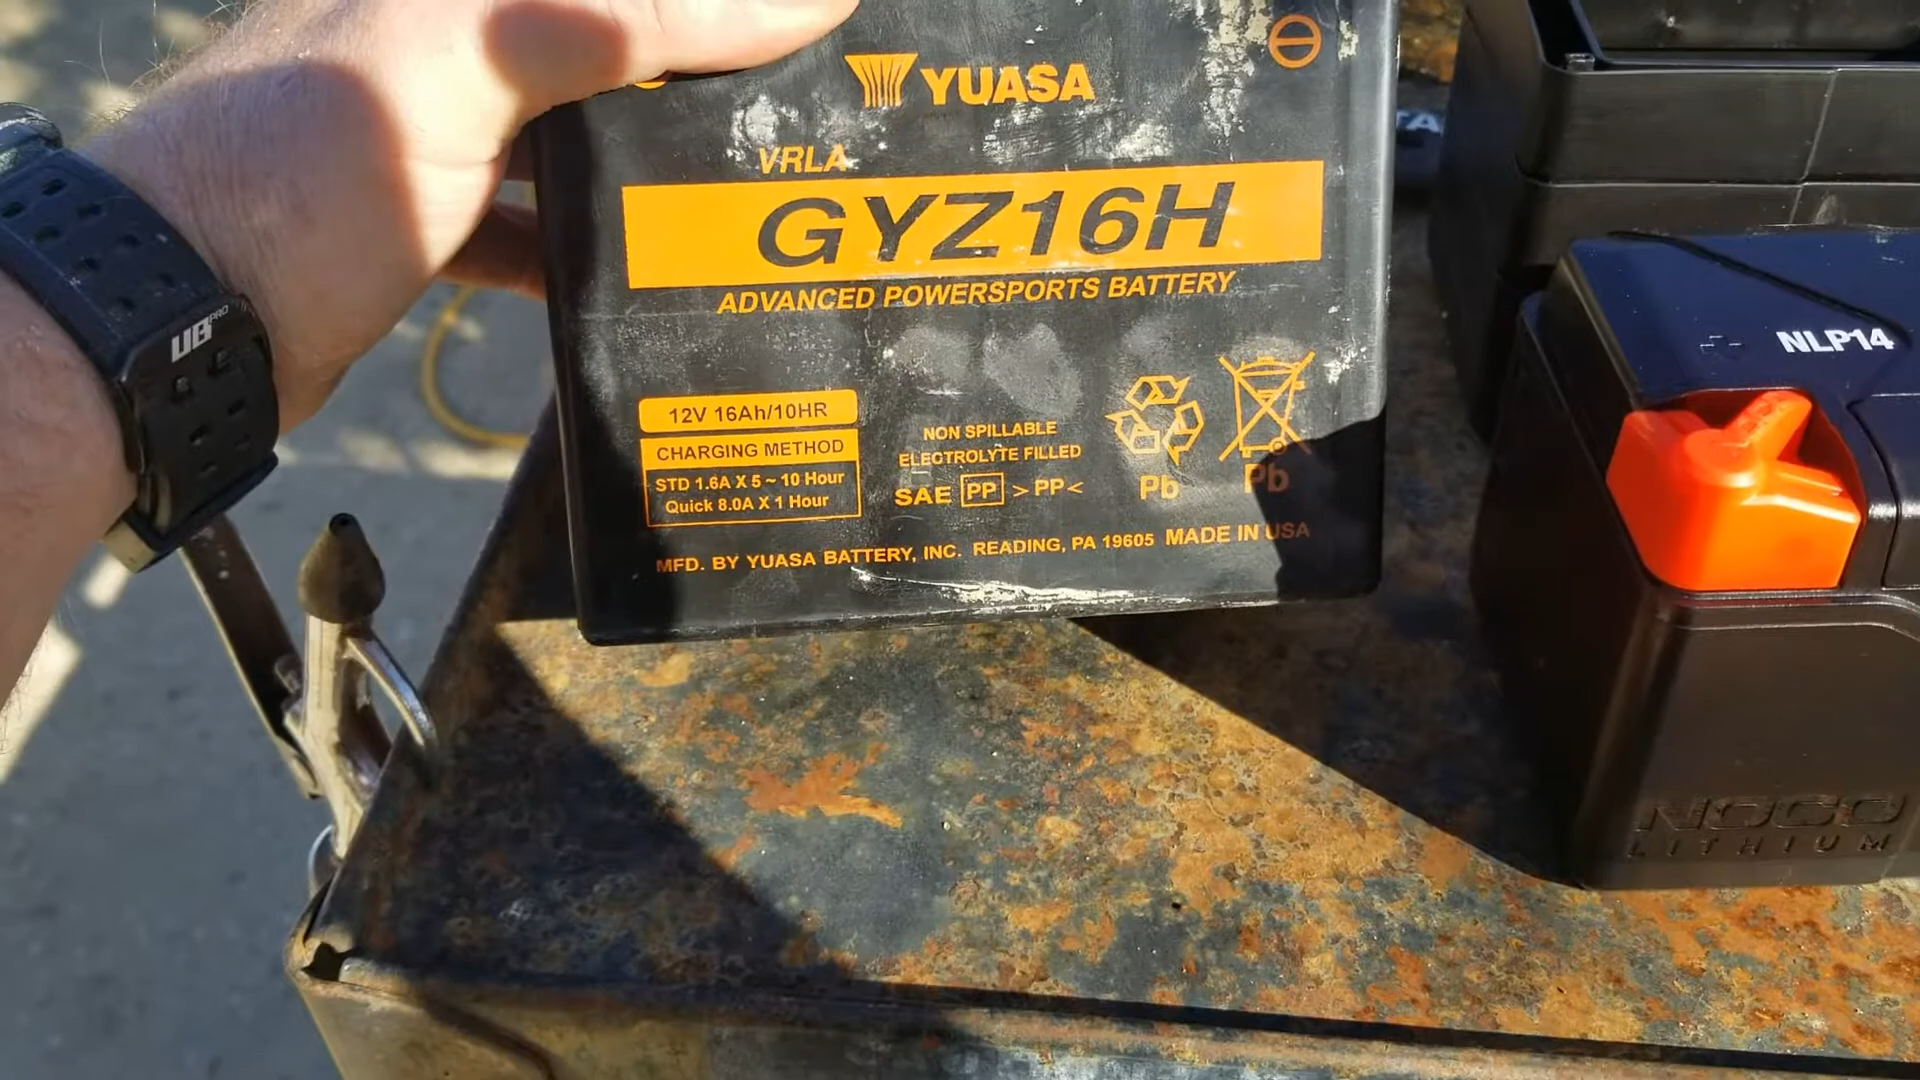 YUASA
VRLA
GYZ16H
ADVANCED POWERSPORTS BATTERY
12V 16Ah/10HR
CHARGING METHOD
STD 1.6A X 5 ~ 10 Hour
Quick 8.0A X 1 Hour
NON SPILLABLE
ELECTROLYTE FILLED
SAE PP >PP<
Pb
Pb
MFD. BY YUASA BATTERY, INC. READING, PA 19605 MADE IN USA
UB PRO
NLP14
NOCO
LITHIUM